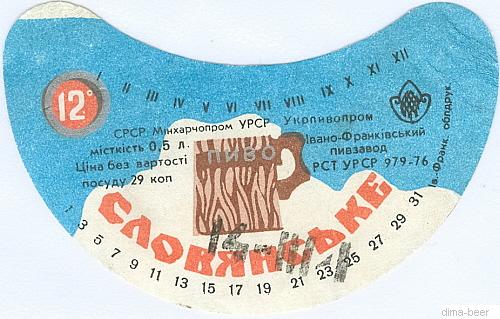 I II III IV V VI VII VIII IX X XI XII
12°
СРСР Мінхарчопром УРСР Укопивопром
місткість 0,5 л.
Ціна без вартості
посуду 29 коп
Івано-Франківський
пивзавод
РСТ УРСР 979-76
Ів.-Франк. облдрук.
ПИВО
СЛОВЯНСЬКЕ
1 3 5 7 9 11 13 15 17 19 21 23 25 27 29 31
dima-beer